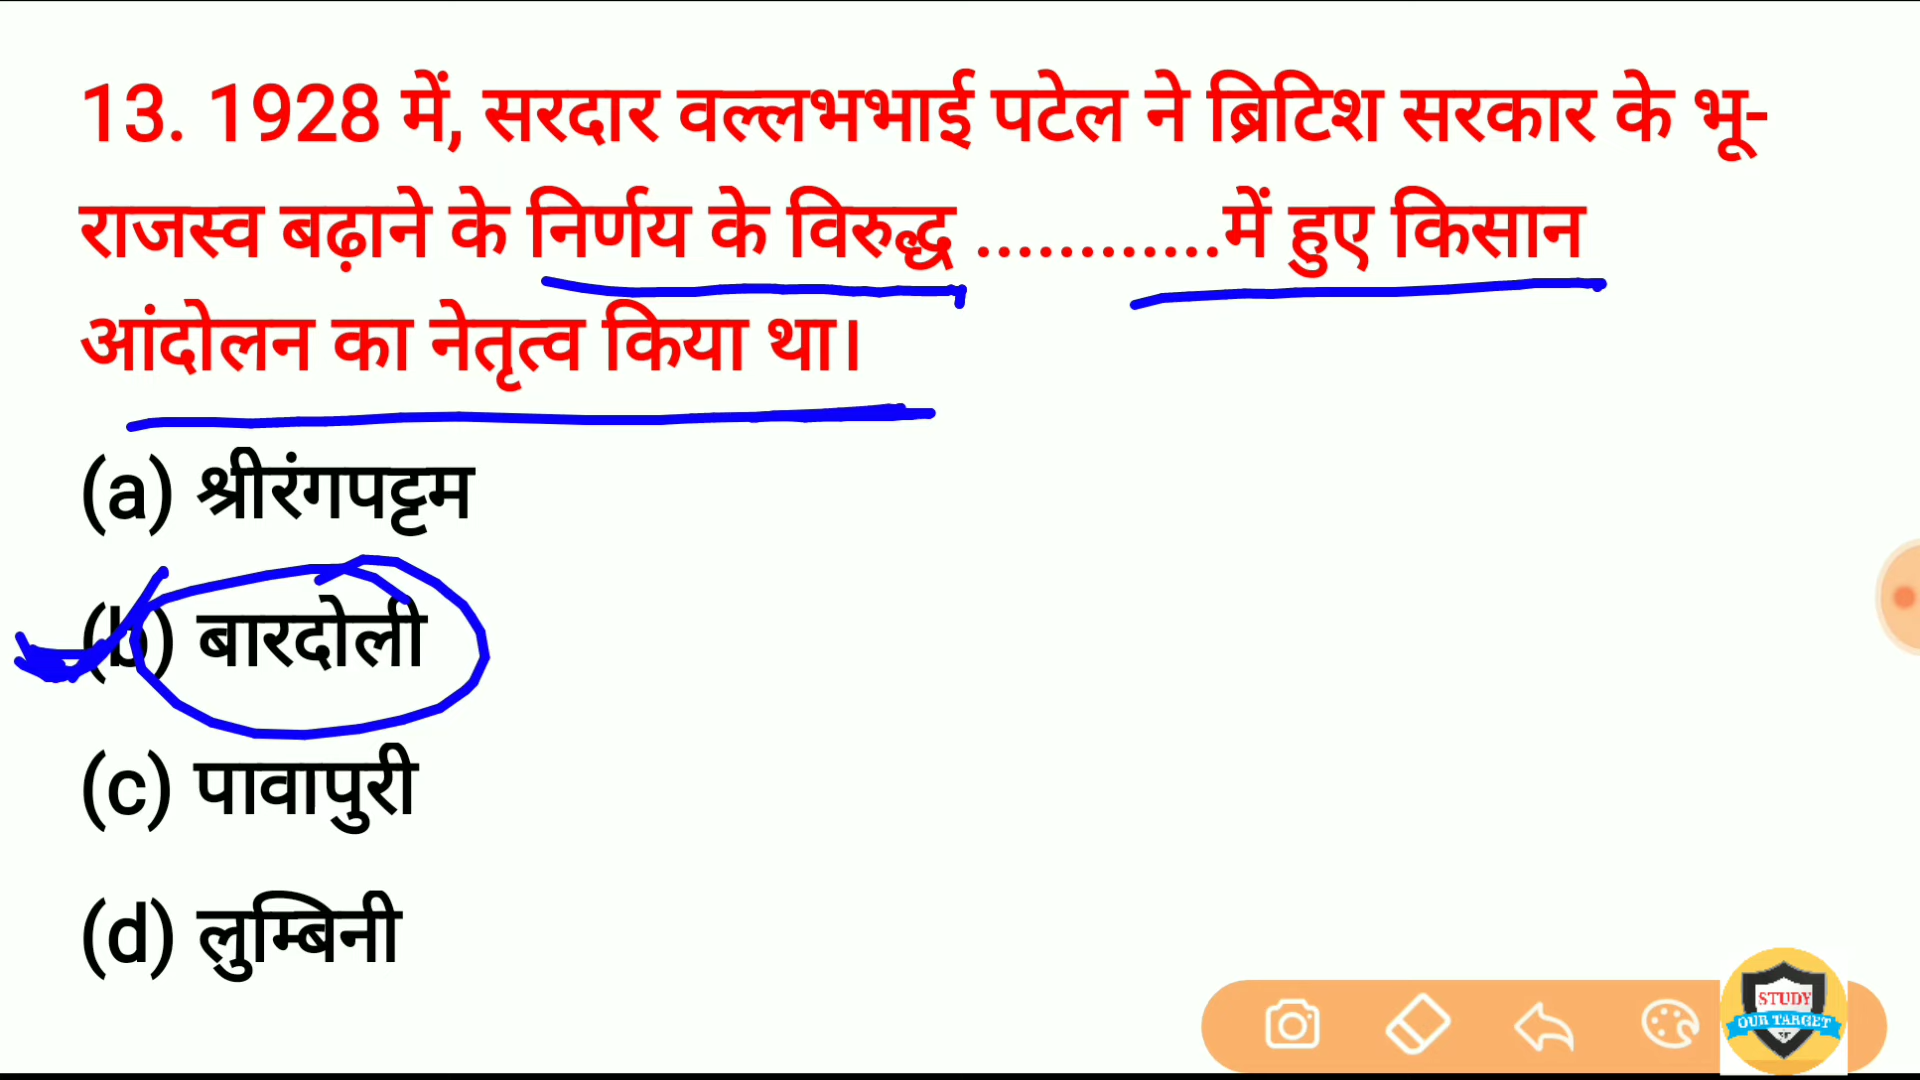 13. 1928 में, सरदार वल्लभभाई पटेल ने ब्रिटिश सरकार के भू-
राजस्व बढ़ाने के निर्णय के विरुद्ध ............में हुए किसान
आंदोलन का नेतृत्व किया था।
(a) श्रीरंगपट्टम
(b) बारदोली
(c) पावापुरी
(d) लुम्बिनी
STUDY
OUR TARGET